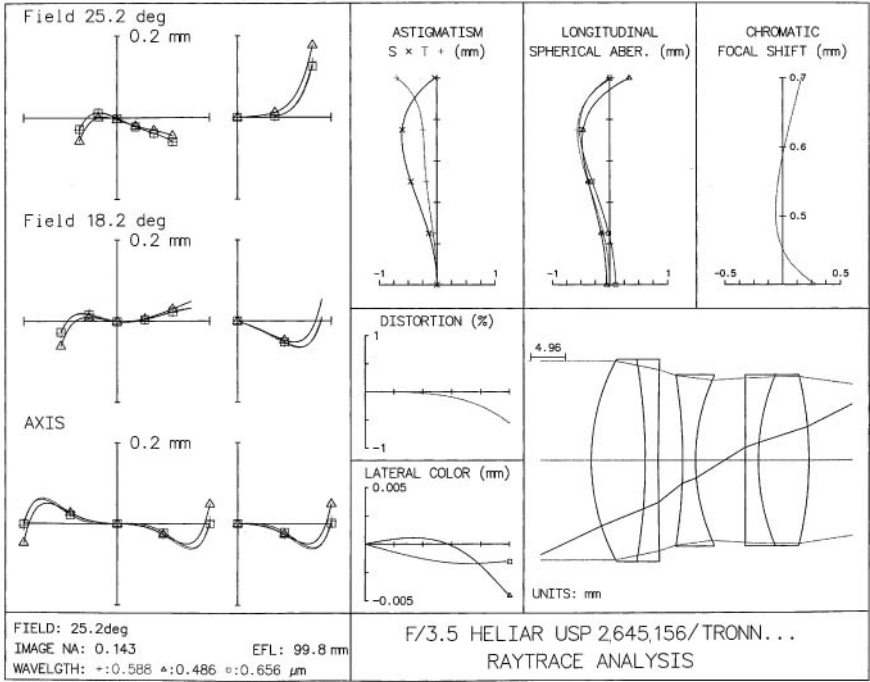 Field 25.2 deg
0.2 mm
Field 18.2 deg
0.2 mm
AXIS
0.2 mm
ASTIGMATISM
S × T + (mm)
-1
1
LONGITUDINAL
SPHERICAL ABER. (mm)
-1
1
CHROMATIC
FOCAL SHIFT (mm)
0.7
0.6
0.5
-0.5
0.5
DISTORTION (%)
1
-1
LATERAL COLOR (mm)
0.005
-0.005
4.96
UNITS: mm
FIELD: 25.2deg
IMAGE NA: 0.143 EFL: 99.8 mm
WAVELGTH: +:0.588 ▵:0.486 ▫:0.656 µm
F/3.5 HELIAR USP 2,645,156/TRONN...
RAYTRACE ANALYSIS